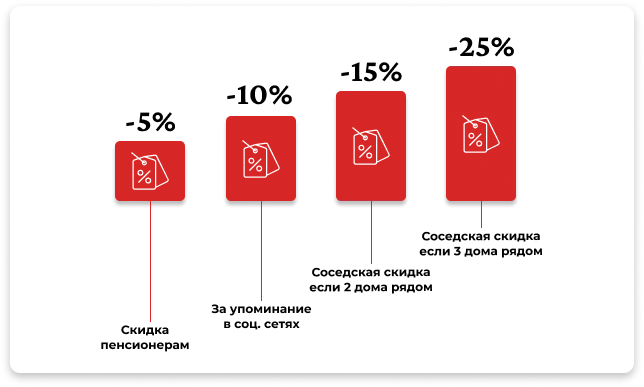 -5%
-10%
-15%
-25%
%
%
%
%
Соседская скидка
если 3 дома рядом
Соседская скидка
если 2 дома рядом
За упоминание
в соц. сетях
Скидка
пенсионерам